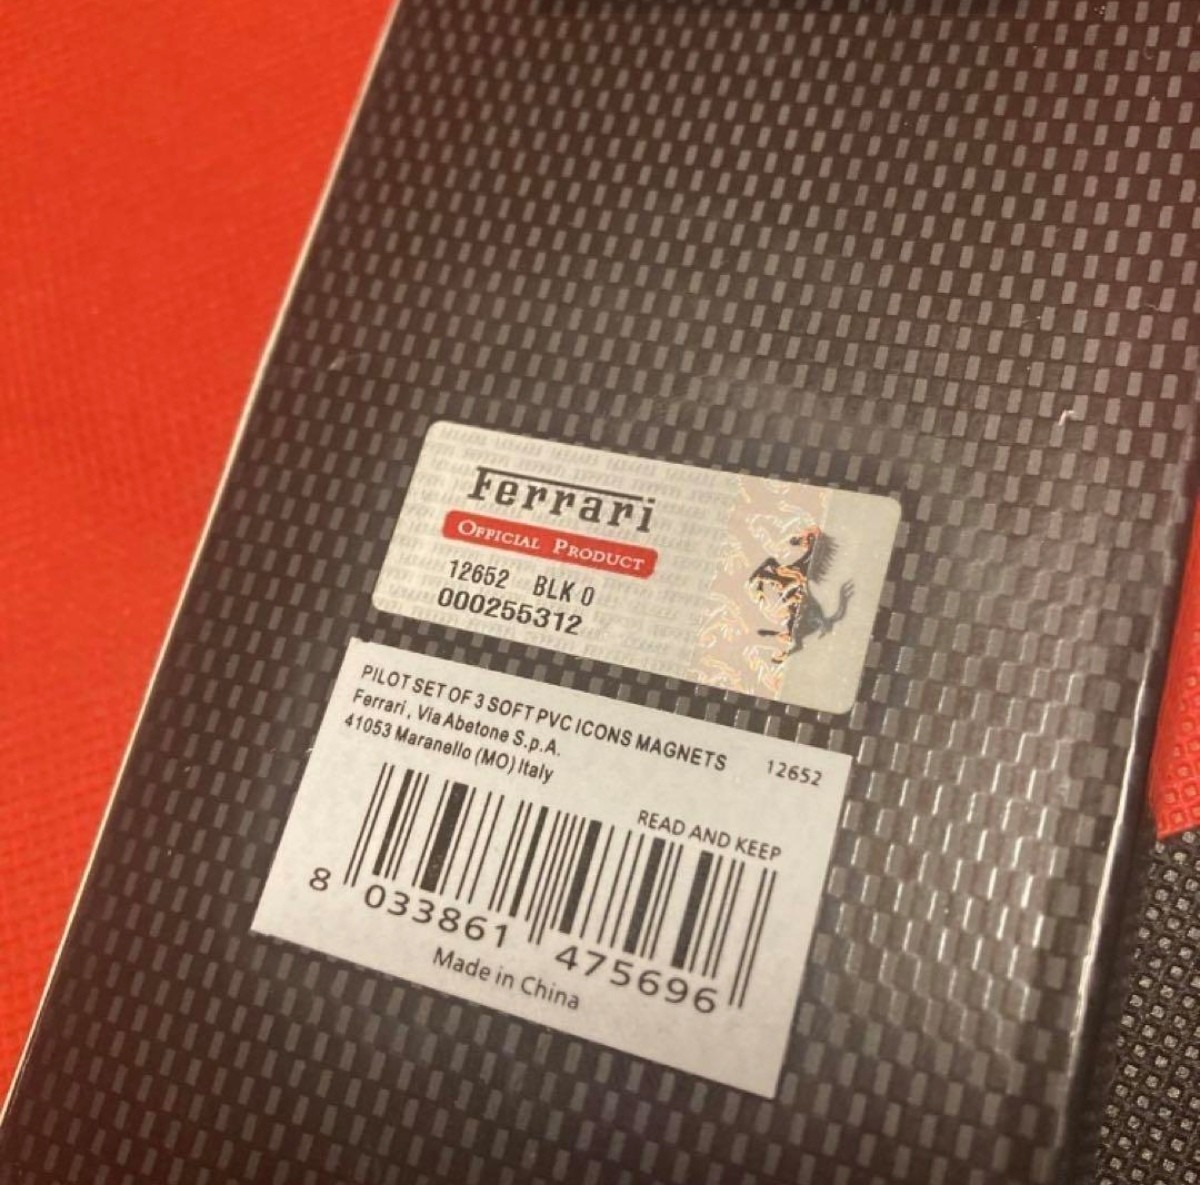 Ferrari
OFFICIAL PRODUCT
12652 BLK 0
000255312
PILOT SET OF 3 SOFT PVC ICONS MAGNETS 12652
Ferrari, Via Abetone S.p.A.
41053 Maranello (MO) Italy
READ AND KEEP
8 033861 475696
Made in China